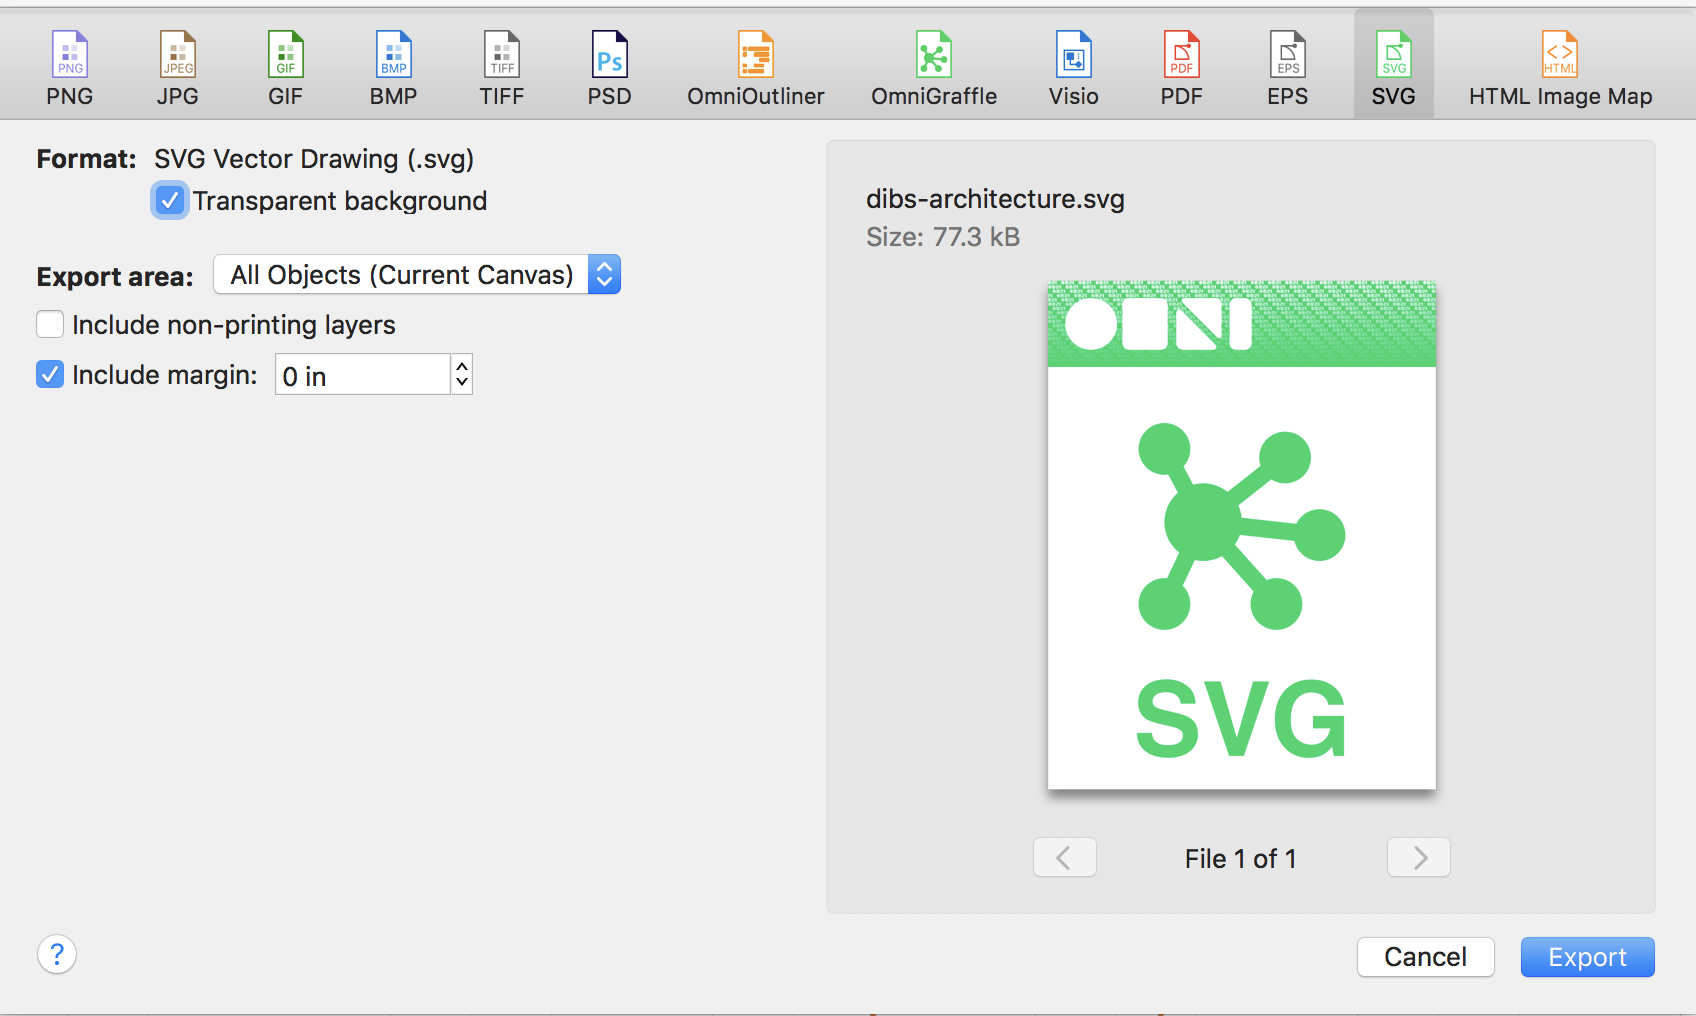 PNG JPEG GIF BMP TIFF Ps PDF EPS SVG HTML
PNG JPG GIF BMP TIFF PSD OmniOutliner OmniGraffle Visio PDF EPS SVG HTML Image Map
Format: SVG Vector Drawing (.svg)
Transparent background
Export area: All Objects (Current Canvas)
Include non-printing layers
Include margin: 0 in
dibs-architecture.svg
Size: 77.3 kB
OMNI
SVG
File 1 of 1
?
Cancel Export